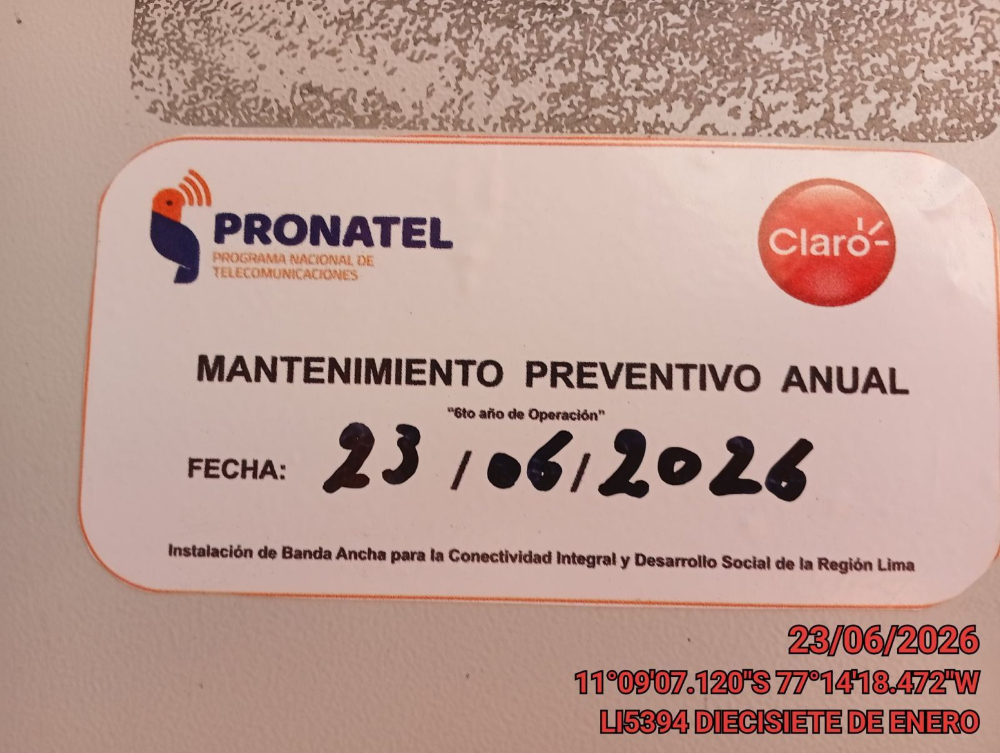 PRONATEL
PROGRAMA NACIONAL DE
TELECOMUNICACIONES
Claro
MANTENIMIENTO PREVENTIVO ANUAL
"6to año de Operación"
FECHA: 23/06/2026
Instalación de Banda Ancha para la Conectividad Integral y Desarrollo Social de la Región Lima
23/06/2026
11°09'07.120"S 77°14'18.472"W
LI5394 DIECISIETE DE ENERO